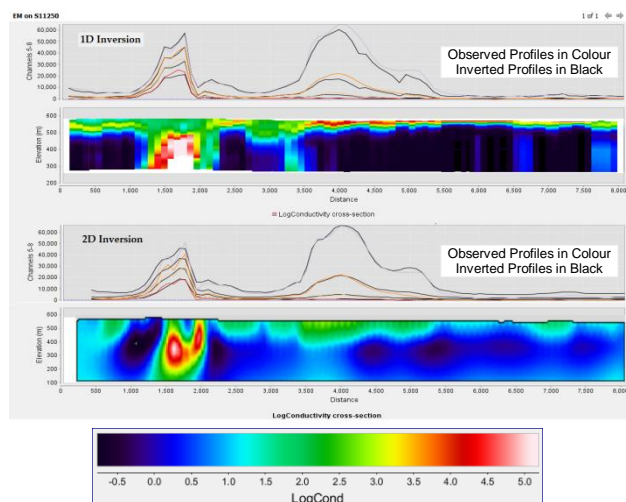 EM on S11250
1 of 1
1D Inversion
Observed Profiles in Colour
Inverted Profiles in Black
Channels 5-8
60,000
50,000
40,000
30,000
20,000
10,000
0
Elevation (m)
600
500
400
300
200
0 500 1,000 1,500 2,000 2,500 3,000 3,500 4,000 4,500 5,000 5,500 6,000 6,500 7,000 7,500 8,000
Distance
LogConductivity cross-section
2D Inversion
Observed Profiles in Colour
Inverted Profiles in Black
Channels 5-8
60,000
50,000
40,000
30,000
20,000
10,000
0
Elevation (m)
600
500
400
300
200
100
0 500 1,000 1,500 2,000 2,500 3,000 3,500 4,000 4,500 5,000 5,500 6,000 6,500 7,000 7,500 8,000
Distance
LogConductivity cross-section
-0.5 0.0 0.5 1.0 1.5 2.0 2.5 3.0 3.5 4.0 4.5 5.0
LogCond